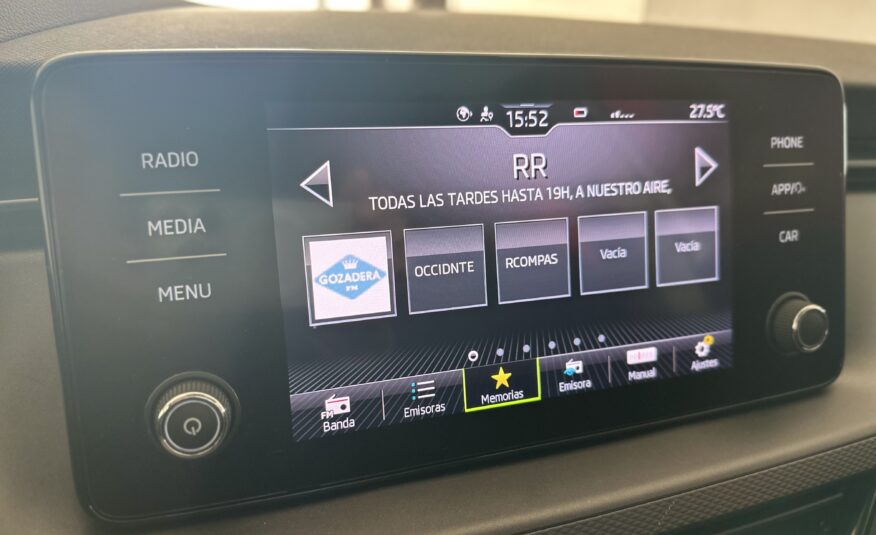 15:52
27.5°C
RADIO
MEDIA
MENU
PHONE
APP/
CAR
RR
TODAS LAS TARDES HASTA 19H, A NUESTRO AIRE,
GOZADERA
FM
OCCIDNTE
RCOMPAS
Vacía
Vacía
FM
Banda
Emisoras
Memorias
Emisora
Manual
Ajustes